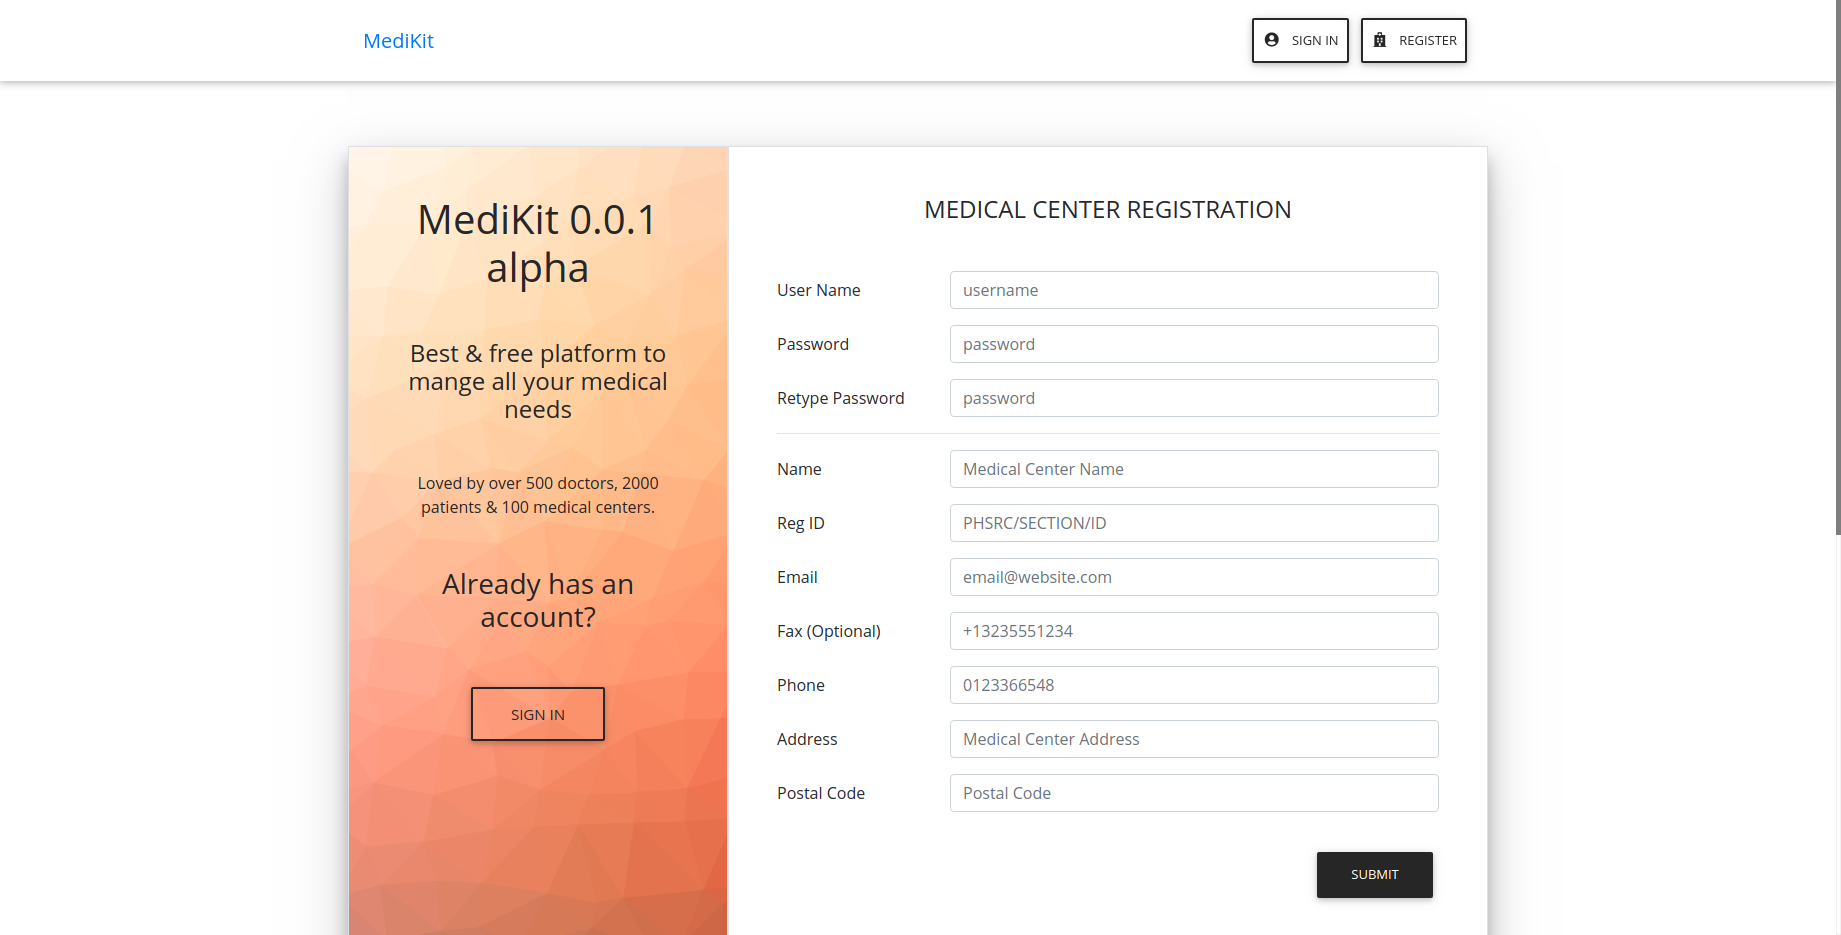 MediKit
SIGN IN
REGISTER
MediKit 0.0.1
alpha
Best & free platform to
mange all your medical
needs
Loved by over 500 doctors, 2000
patients & 100 medical centers.
Already has an
account?
SIGN IN
MEDICAL CENTER REGISTRATION
User Name username
Password password
Retype Password password
Name Medical Center Name
Reg ID PHSRC/SECTION/ID
Email email@website.com
Fax (Optional) +13235551234
Phone 0123366548
Address Medical Center Address
Postal Code Postal Code
SUBMIT